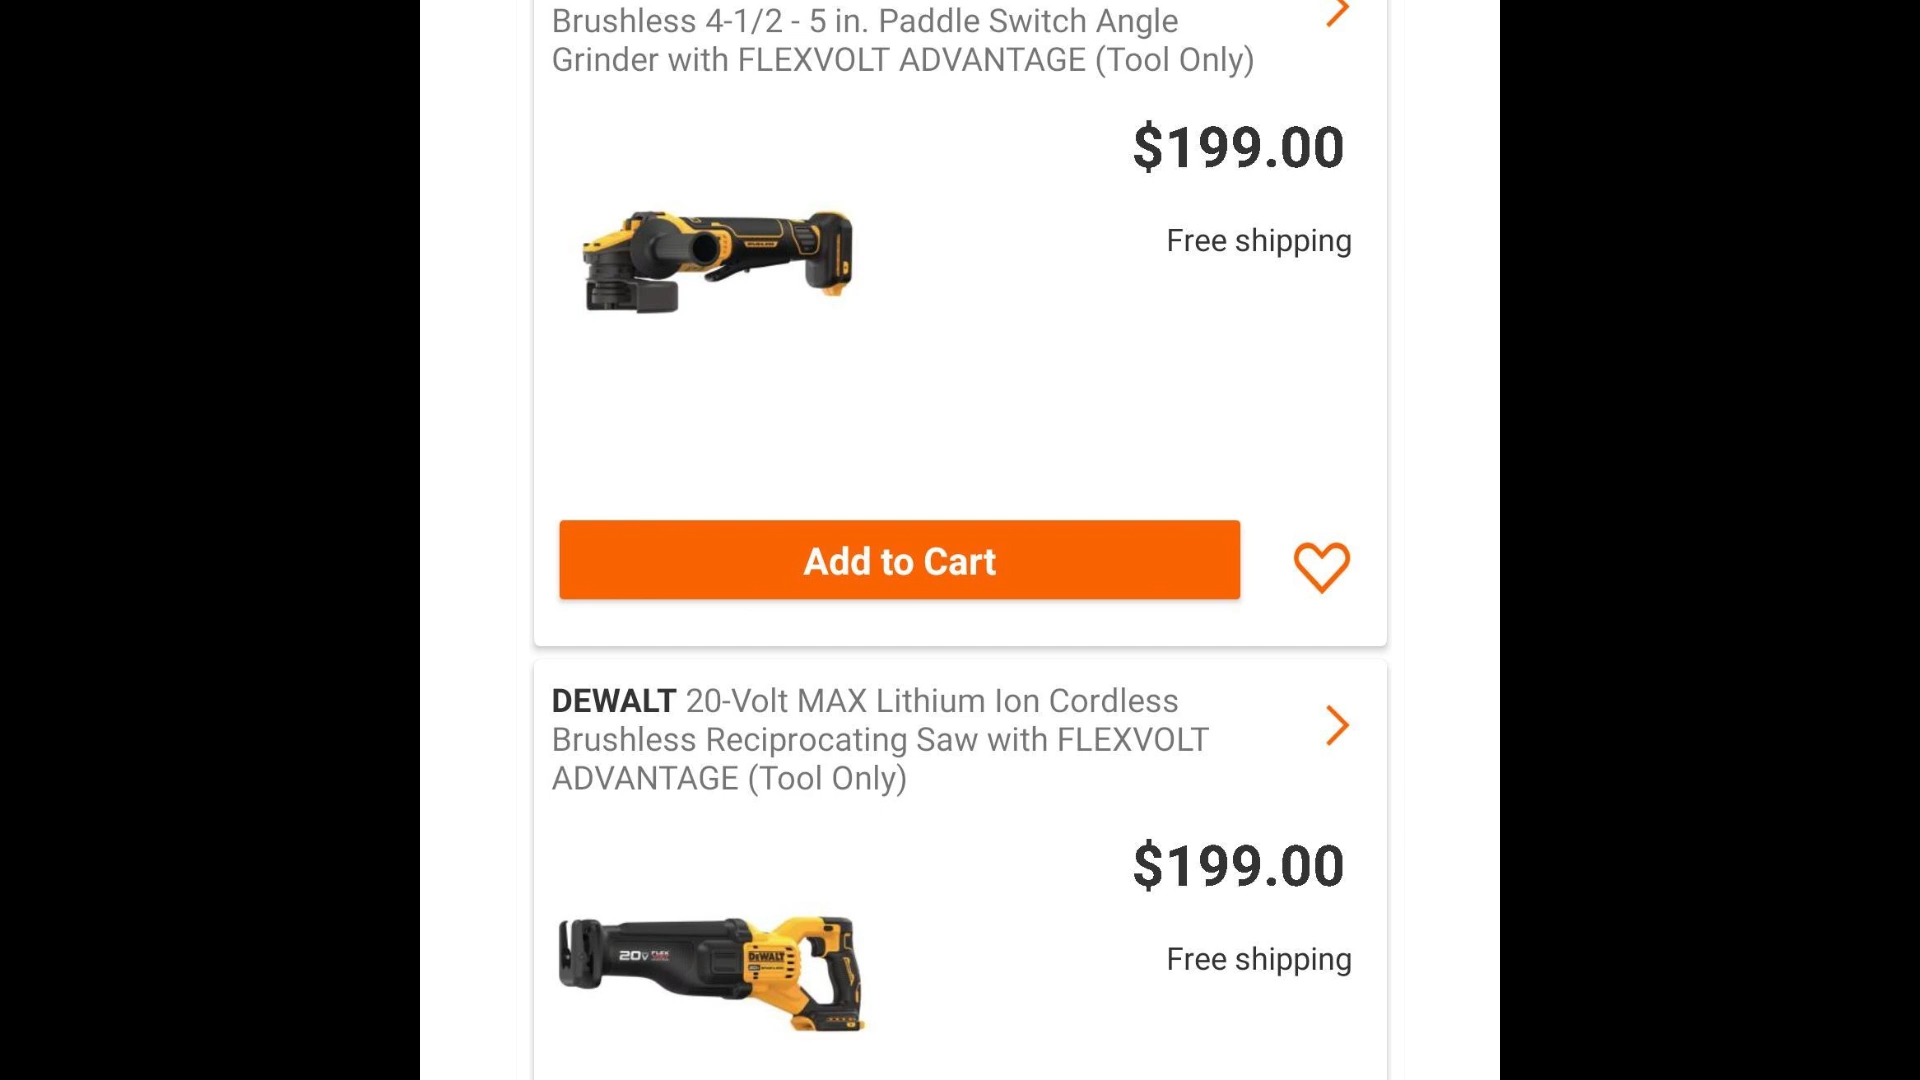 Brushless 4-1/2 - 5 in. Paddle Switch Angle
Grinder with FLEXVOLT ADVANTAGE (Tool Only)
$199.00
Free shipping
Add to Cart
DEWALT 20-Volt MAX Lithium Ion Cordless
Brushless Reciprocating Saw with FLEXVOLT
ADVANTAGE (Tool Only)
$199.00
20V FLEX
DEWALT
Free shipping